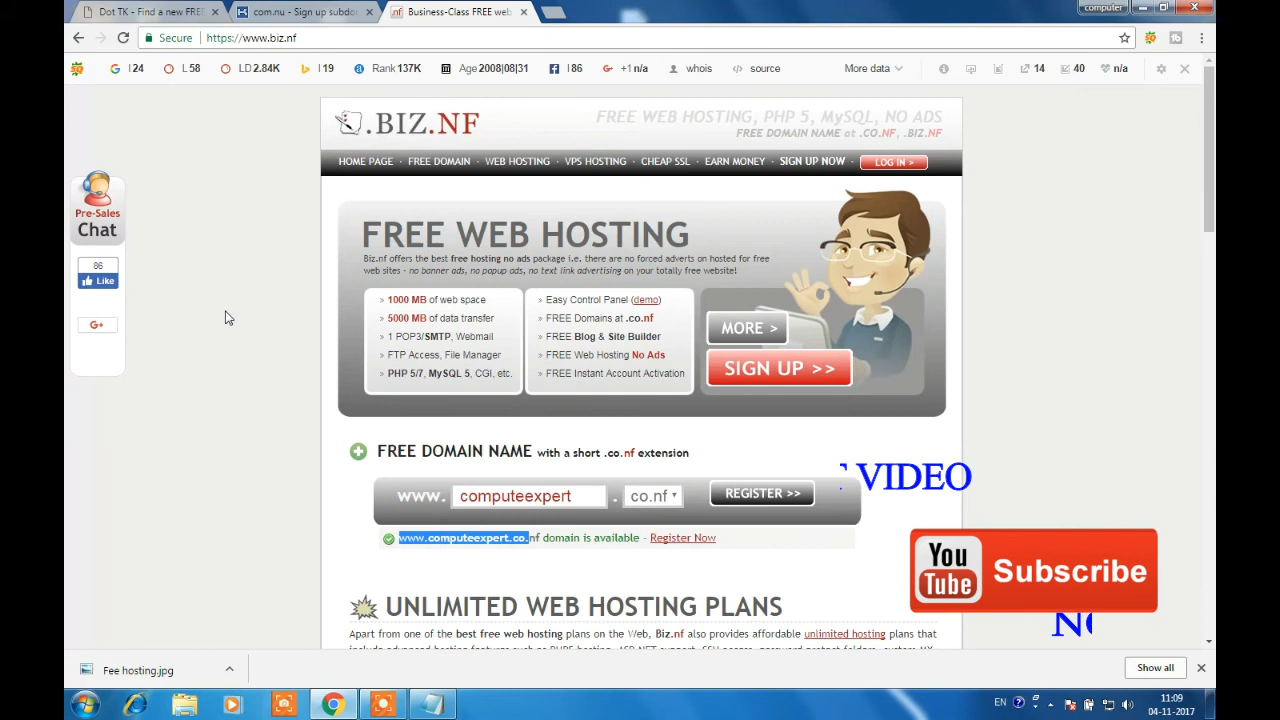 Dot TK - Find a new FREE
com.nu - Sign up subdo
Business-Class FREE web
computer
Secure https://www.biz.nf
I 24
L 58
LD 2.84K
I 19
Rank 137K
Age 2008|08|31
I 86
+1 n/a
whois
source
More data
14
40
n/a
.BIZ.NF
FREE WEB HOSTING, PHP 5, MySQL, NO ADS
FREE DOMAIN NAME at .CO.NF, .BIZ.NF
HOME PAGE · FREE DOMAIN · WEB HOSTING · VPS HOSTING · CHEAP SSL · EARN MONEY · SIGN UP NOW · LOG IN >
Pre-Sales
Chat
86
Like
G+
FREE WEB HOSTING
Biz.nf offers the best free hosting no ads package i.e. there are no forced adverts on hosted for free
web sites - no banner ads, no popup ads, no text link advertising on your totally free website!
» 1000 MB of web space
» 5000 MB of data transfer
» 1 POP3/SMTP, Webmail
» FTP Access, File Manager
» PHP 5/7, MySQL 5, CGI, etc.
» Easy Control Panel (demo)
» FREE Domains at .co.nf
» FREE Blog & Site Builder
» FREE Web Hosting No Ads
» FREE Instant Account Activation
MORE >
SIGN UP >>
FREE DOMAIN NAME with a short .co.nf extension
www. computeexpert . co.nf REGISTER >>
www.computeexpert.co.nf domain is available - Register Now
VIDEO
You Tube Subscribe
UNLIMITED WEB HOSTING PLANS
Apart from one of the best free web hosting plans on the Web, Biz.nf also provides affordable unlimited hosting plans that
Fee hosting.jpg
Show all
EN
11:09
04-11-2017